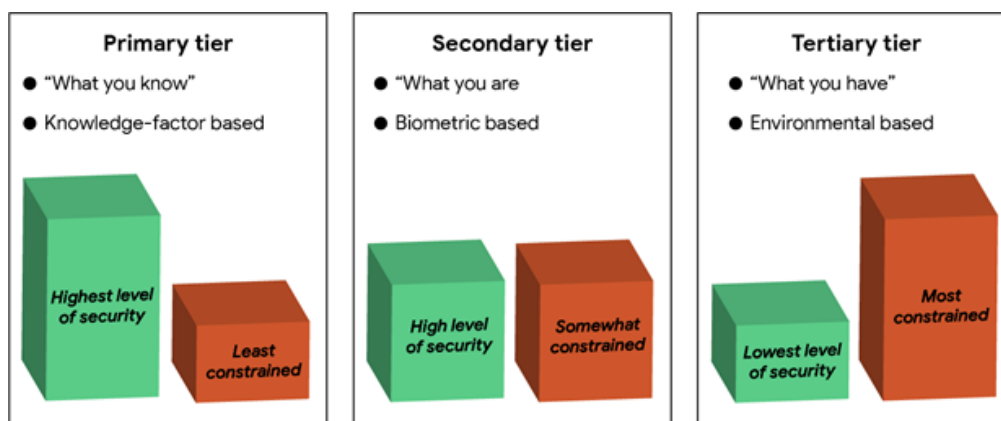 Primary tier
● “What you know”
● Knowledge-factor based
Highest level
of security
Least
constrained
Secondary tier
● “What you are
● Biometric based
High level
of security
Somewhat
constrained
Tertiary tier
● “What you have”
● Environmental based
Lowest level
of security
Most
constrained